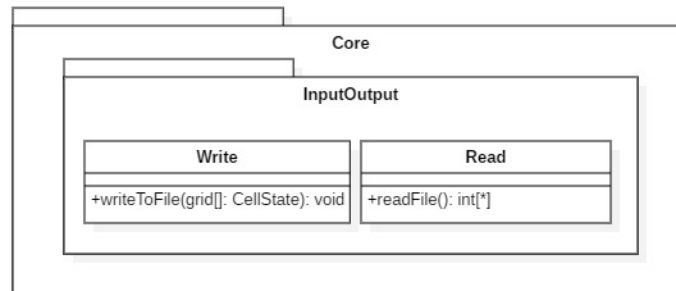 Core
InputOutput
Write
Read
+writeToFile(grid[]: CellState): void
+readFile(): int[*]